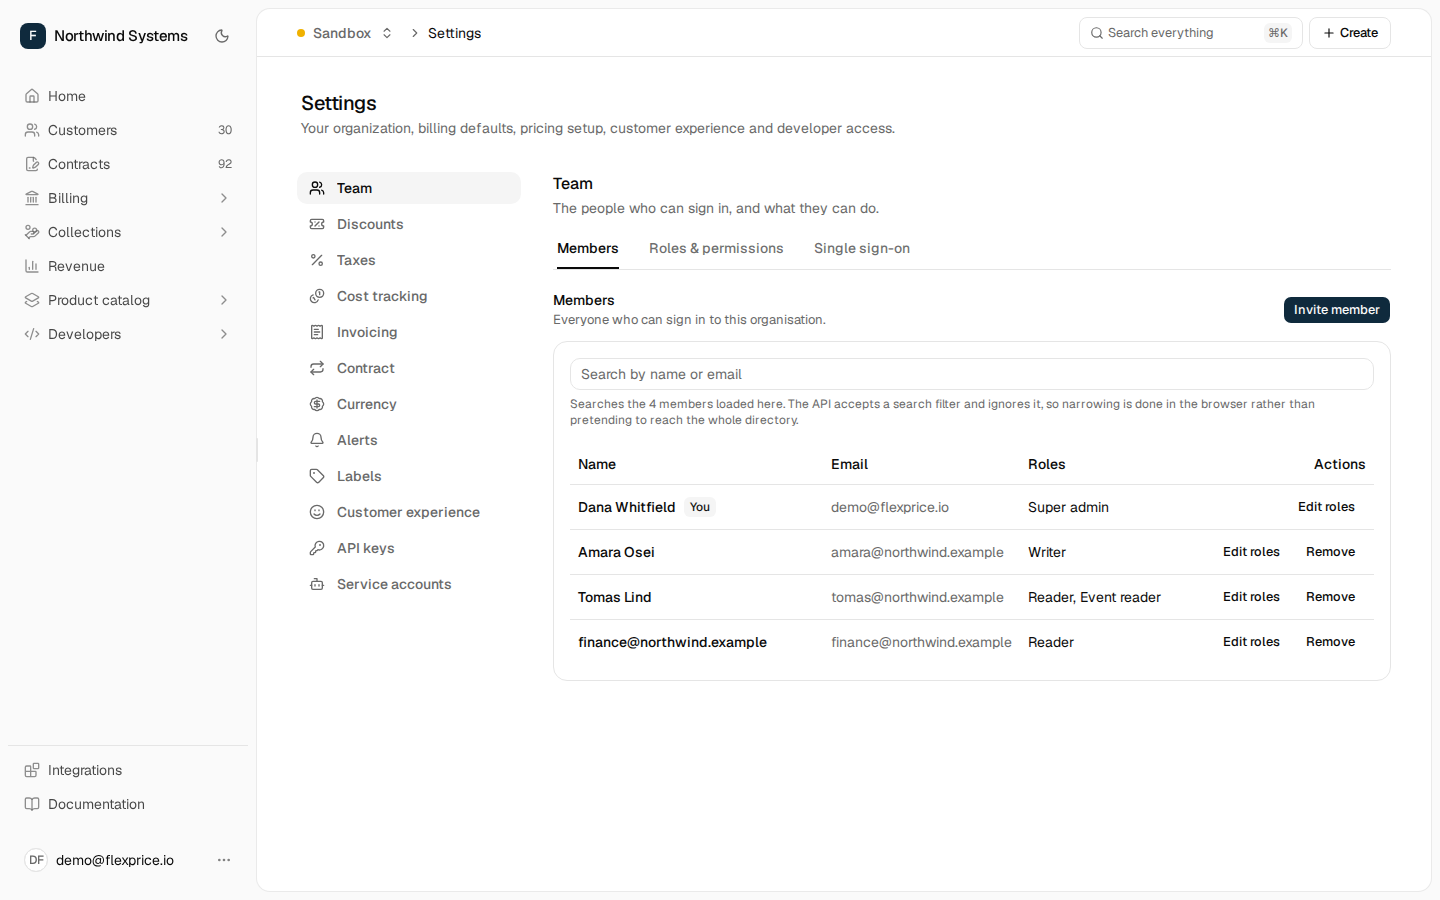 F Northwind Systems
Home
Customers 30
Contracts 92
Billing
Collections
Revenue
Product catalog
Developers
Integrations
Documentation
DF demo@flexprice.io
Sandbox Settings
Search everything ⌘K
Create
Settings
Your organization, billing defaults, pricing setup, customer experience and developer access.
Team
Discounts
Taxes
Cost tracking
Invoicing
Contract
Currency
Alerts
Labels
Customer experience
API keys
Service accounts
Team
The people who can sign in, and what they can do.
Members Roles & permissions Single sign-on
Members
Everyone who can sign in to this organisation.
Invite member
Search by name or email
Searches the 4 members loaded here. The API accepts a search filter and ignores it, so narrowing is done in the browser rather than
pretending to reach the whole directory.
Name Email Roles Actions
Dana Whitfield You demo@flexprice.io Super admin Edit roles
Amara Osei amara@northwind.example Writer Edit roles Remove
Tomas Lind tomas@northwind.example Reader, Event reader Edit roles Remove
finance@northwind.example finance@northwind.example Reader Edit roles Remove